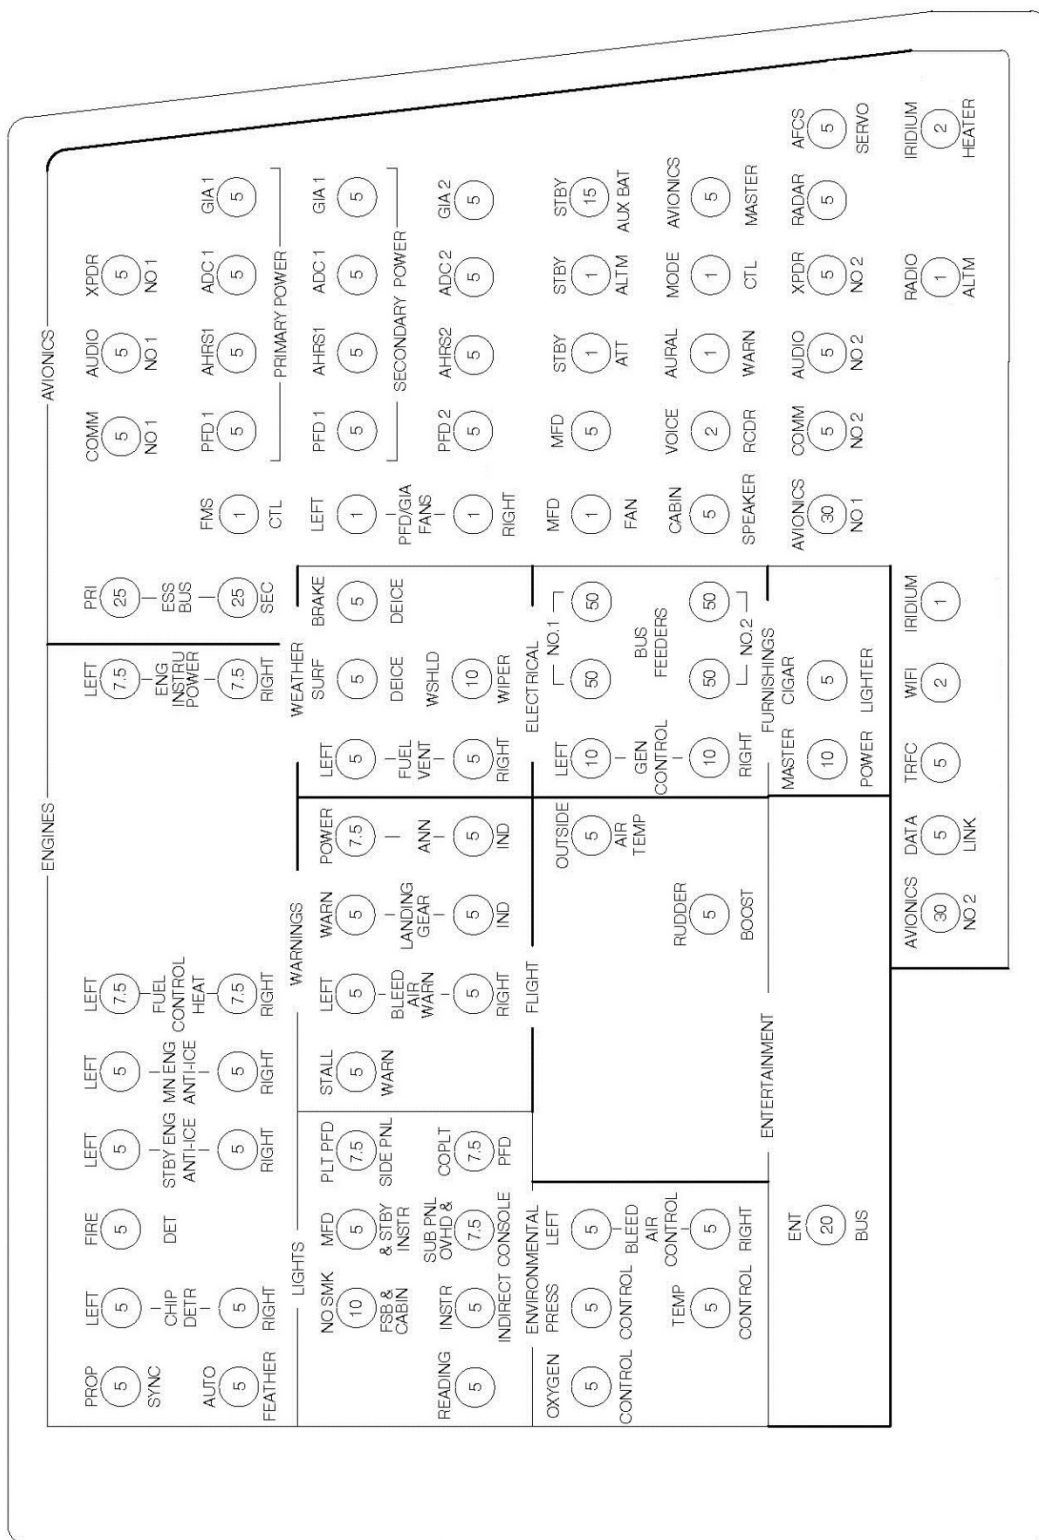 ENGINES AVIONICS
PROP LEFT FIRE LEFT LEFT LEFT LEFT PRI COMM AUDIO XPDR
5 5 5 5 5 7.5 7.5 25 5 5 5
SYNC CHIP DET STBY ENG MN ENG FUEL ENG ESS NO 1 NO 1 NO 1
DETR ANTI-ICE ANTI-ICE CONTROL INSTRU BUS
HEAT POWER
AUTO FMS PFD 1 AHRS1 ADC 1 GIA 1
5 5 5 5 7.5 7.5 25 1 5 5 5 5
FEATHER RIGHT RIGHT RIGHT RIGHT RIGHT SEC CTL
PRIMARY POWER
LIGHTS WARNINGS WEATHER
NO SMK MFD PLT PFD STALL LEFT WARN POWER LEFT SURF BRAKE LEFT PFD 1 AHRS1 ADC 1 GIA 1
10 5 7.5 5 5 5 7.5 5 5 5 1 5 5 5 5
FSB & & STBY SIDE PNL WARN BLEED LANDING ANN FUEL DEICE DEICE PFD/GIA
CABIN INSTR AIR GEAR VENT FANS
WARN
SECONDARY POWER
SUB PNL
READING INSTR OVHD & COPLT WSHLD PFD 2 AHRS2 ADC 2 GIA 2
5 5 7.5 7.5 5 5 5 5 10 1 5 5 5 5
INDIRECT CONSOLE PFD RIGHT IND IND RIGHT WIPER RIGHT
ENVIRONMENTAL FLIGHT ELECTRICAL
OXYGEN PRESS LEFT OUTSIDE LEFT NO.1 MFD MFD STBY STBY STBY
5 5 5 5 10 50 50 1 5 1 1 15
CONTROL CONTROL BLEED AIR GEN BUS FAN ATT ALTM AUX BAT
AIR TEMP CONTROL FEEDERS
CONTROL
TEMP RUDDER CABIN VOICE AURAL MODE AVIONICS
5 5 5 10 50 50 5 2 1 1 5
CONTROL RIGHT BOOST RIGHT NO.2 SPEAKER RCDR WARN CTL MASTER
ENTERTAINMENT FURNISHINGS
ENT MASTER CIGAR AVIONICS COMM AUDIO XPDR RADAR AFCS
20 10 5 30 5 5 5 5 5
BUS POWER LIGHTER NO 1 NO 2 NO 2 NO 2 SERVO
AVIONICS DATA TRFC WIFI IRIDIUM RADIO IRIDIUM
30 5 5 2 1 1 2
NO 2 LINK ALTM HEATER